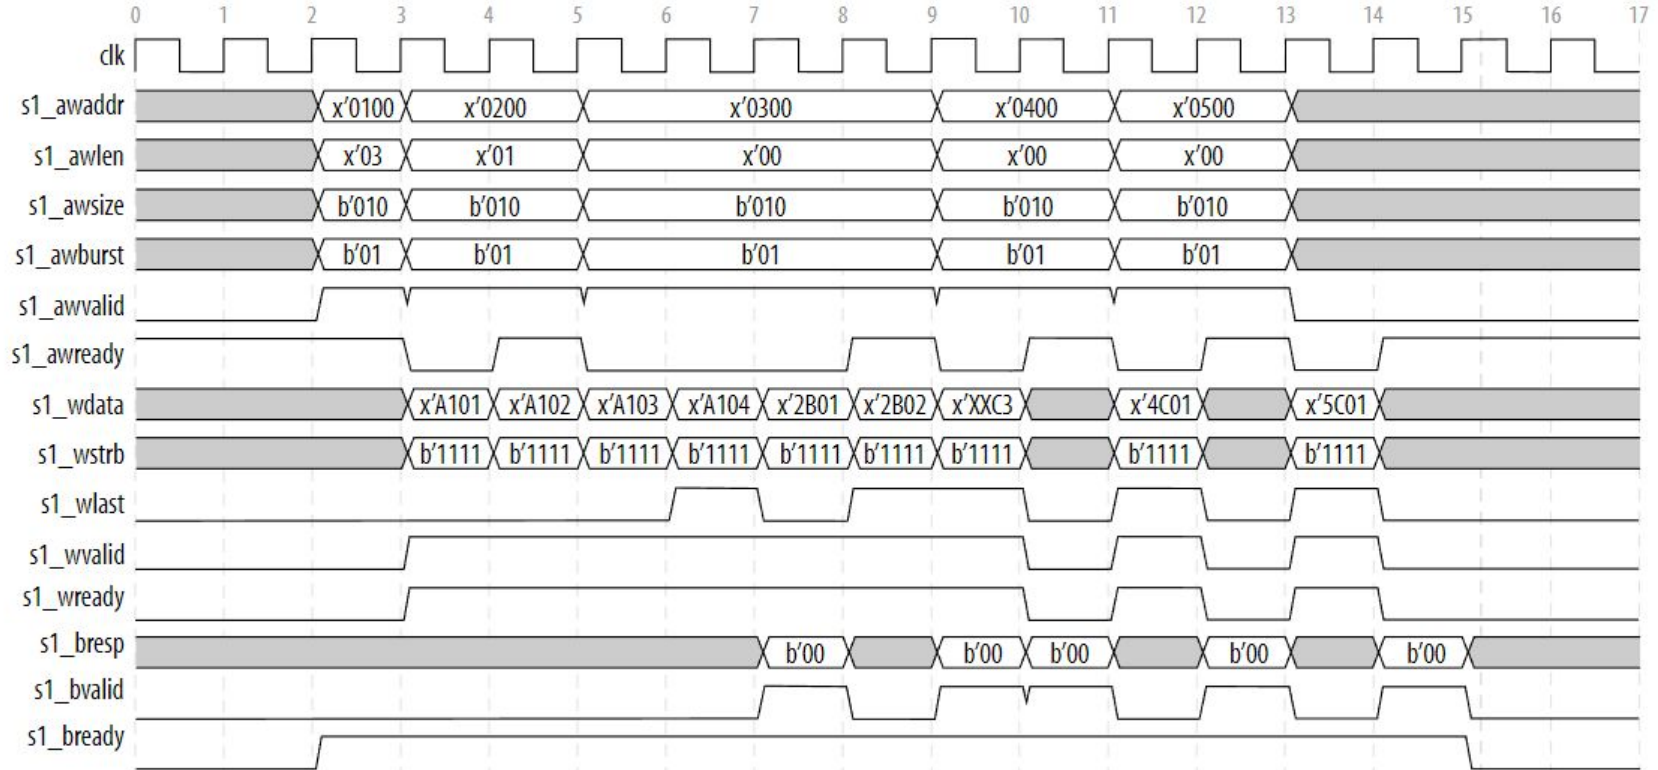 0 1 2 3 4 5 6 7 8 9 10 11 12 13 14 15 16 17
clk
s1_awaddr x’0100 x’0200 x’0300 x’0400 x’0500
s1_awlen x’03 x’01 x’00 x’00 x’00
s1_awsize b’010 b’010 b’010 b’010 b’010
s1_awburst b’01 b’01 b’01 b’01 b’01
s1_awvalid
s1_awready
s1_wdata x’A101 x’A102 x’A103 x’A104 x’2B01 x’2B02 x’XXC3 x’4C01 x’5C01
s1_wstrb b’1111 b’1111 b’1111 b’1111 b’1111 b’1111 b’1111 b’1111 b’1111
s1_wlast
s1_wvalid
s1_wready
s1_bresp b’00 b’00 b’00 b’00 b’00
s1_bvalid
s1_bready